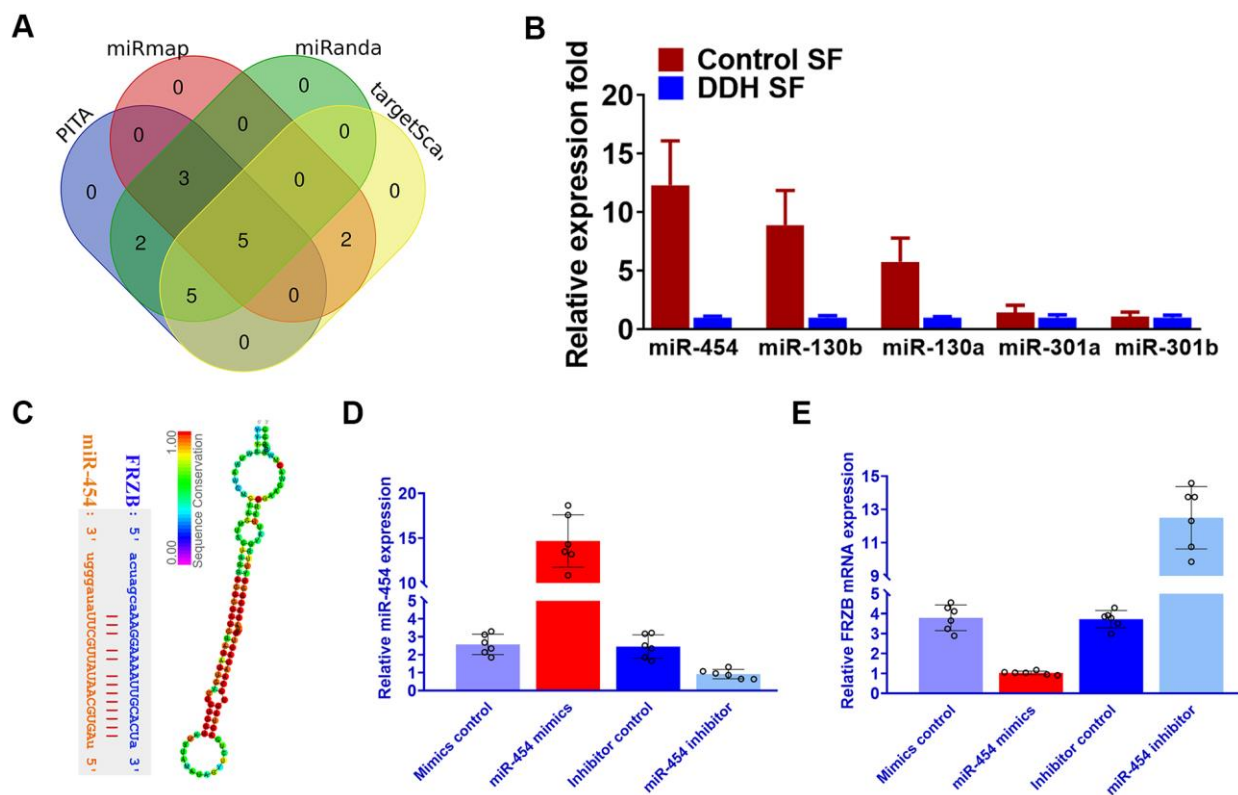 A
miRmap
miRanda
PITA
targetScar
0
0
0
0
0
0
0
3
0
2
5
2
5
0
0
B
Control SF
DDH SF
Relative expression fold
20
15
10
5
0
miR-454
miR-130b
miR-130a
miR-301a
miR-301b
C
miR-454: 3' ugggauaUUCGUUAUAACGUGAu 5'
FRZB: 5' acuagcaAAGGAAAAUUGCACUa 3'
1.00
0.00
Sequence Conservation
D
Relative miR-454 expression
20
15
10
5
4
3
2
1
0
Mimics control
miR-454 mimics
Inhibitor control
miR-454 inhibitor
E
Relative FRZB mRNA expression
15
13
11
9
5
4
3
2
1
0
Mimics control
miR-454 mimics
Inhibitor control
miR-454 inhibitor